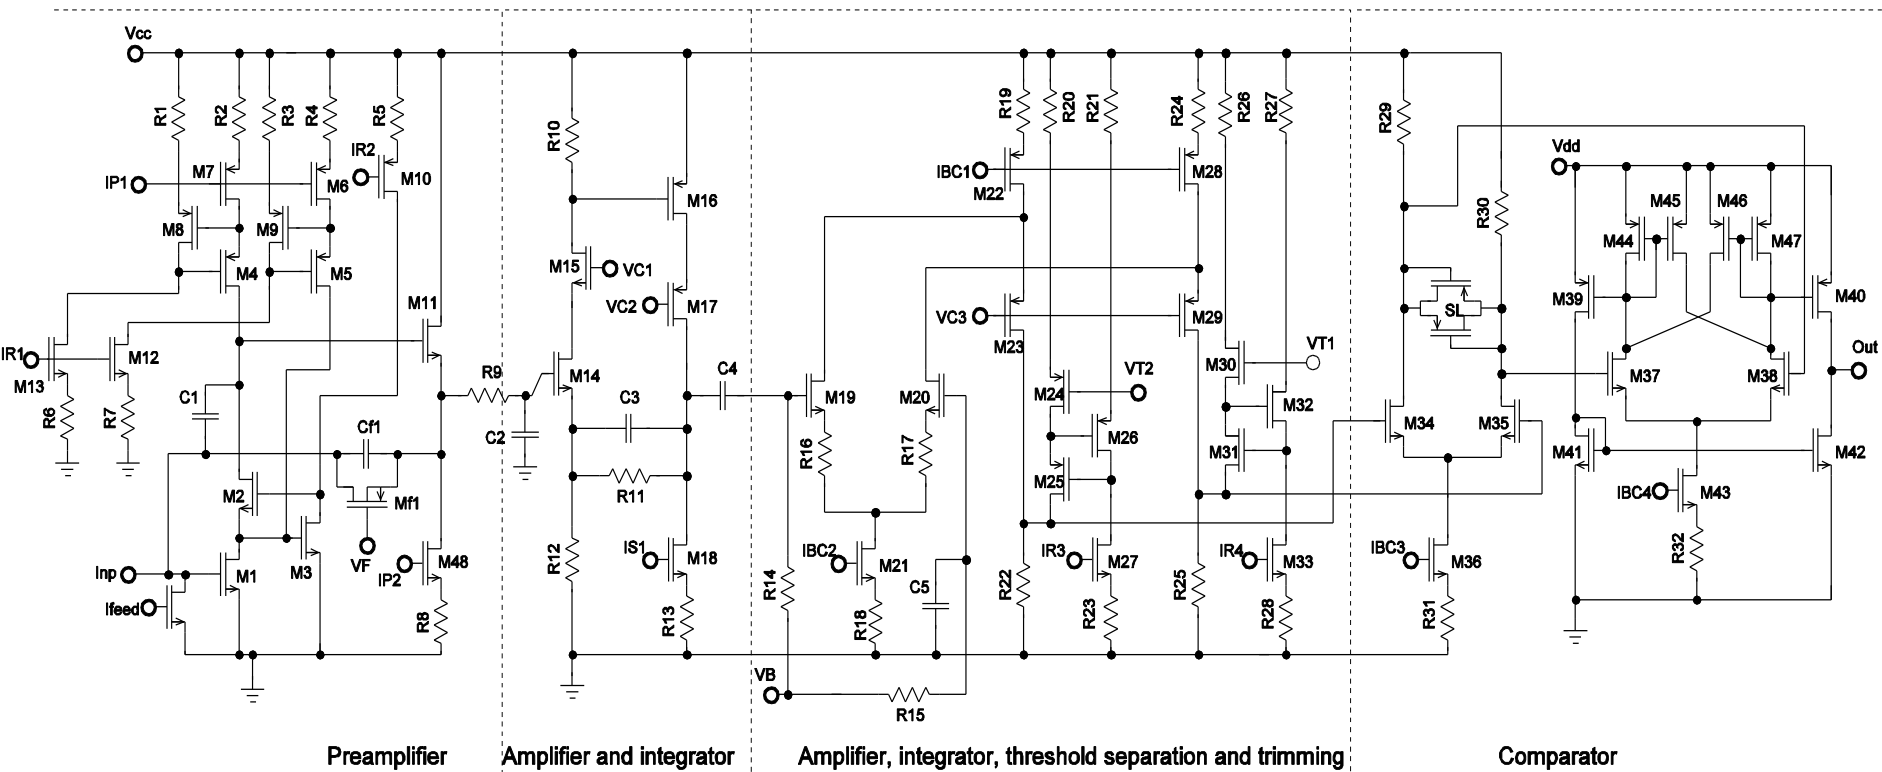 Vcc
R1
R2
R3
R4
R5
IR2
IP1
M7
M6
M10
M8
M9
M4
M5
M11
IR1
M13
M12
R6
R7
C1
Cf1
M2
Mf1
M3
VF
IP2
M48
Inp
M1
Ifeed
R8
R9
C2
R10
M16
M15
VC1
VC2
M17
M14
C3
C4
R11
R12
IS1
M18
R13
R19
R20
R21
R24
R26
R27
IBC1
M22
M28
VC3
M23
M29
M30
VT1
M24
VT2
M19
M20
M32
M26
R16
R17
M31
M25
IBC2
M21
IR3
M27
IR4
M33
R14
C5
R18
R22
R23
R25
R28
VB
R15
R29
R30
SL
M34
M35
IBC3
M36
R31
Vdd
M45
M46
M44
M47
M39
M40
Out
M37
M38
M41
M42
IBC4
M43
R32
Preamplifier
Amplifier and integrator
Amplifier, integrator, threshold separation and trimming
Comparator